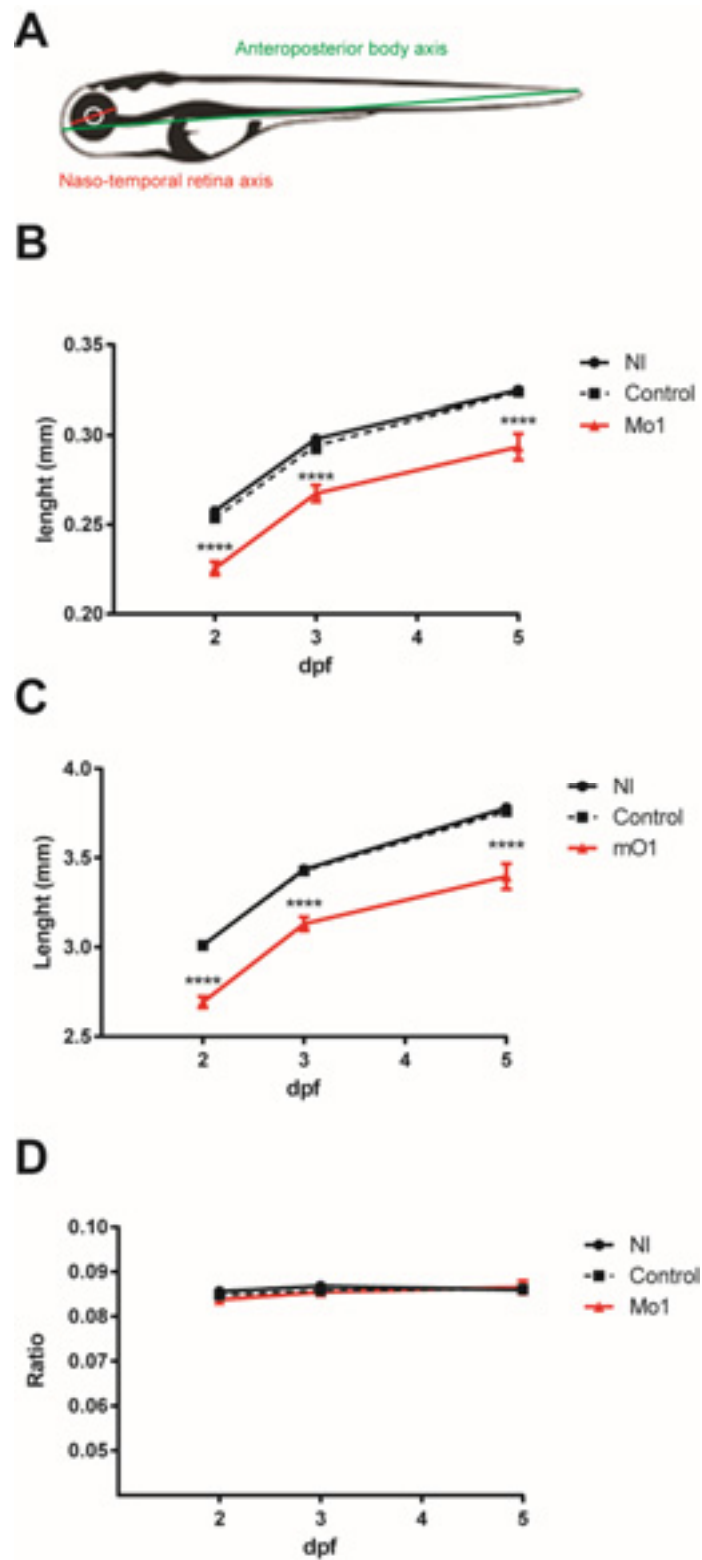 A
Anteroposterior body axis
Naso-temporal retina axis
B
0.35
0.30
0.25
0.20
lenght (mm)
****
****
****
2
3
4
5
dpf
NI
Control
Mo1
C
4.0
3.5
3.0
2.5
Lenght (mm)
****
****
****
2
3
4
5
dpf
NI
Control
mO1
D
0.10
0.09
0.08
0.07
0.06
0.05
Ratio
2
3
4
5
dpf
NI
Control
Mo1